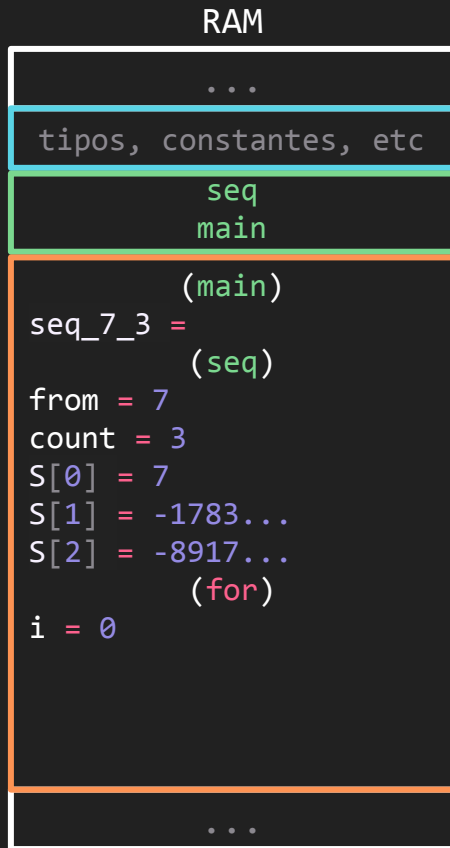 RAM
...
tipos, constantes, etc
seq
main
(main)
seq_7_3 =
(seq)
from = 7
count = 3
S[0] = 7
S[1] = -1783...
S[2] = -8917...
(for)
i = 0
...